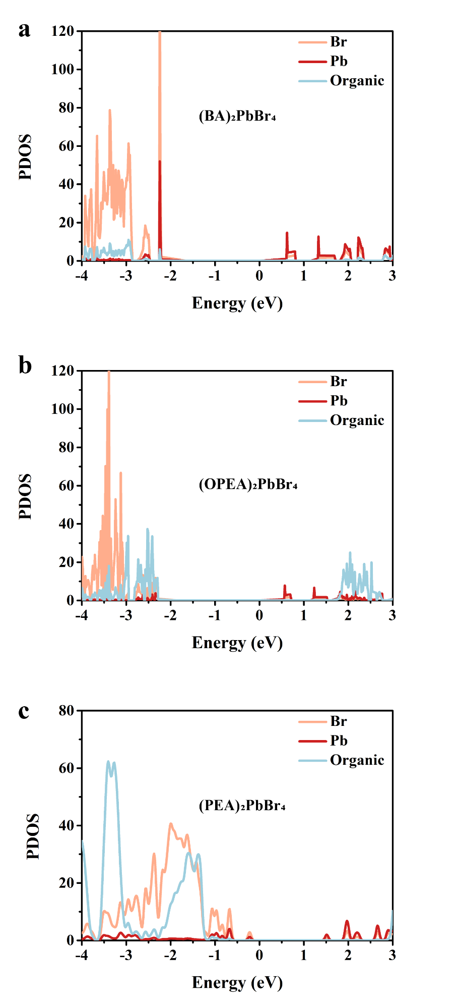 a
120
100
80
60
40
20
0
PDOS
Br
Pb
Organic
(BA)₂PbBr₄
-4 -3 -2 -1 0 1 2 3
Energy (eV)
b
120
100
80
60
40
20
0
PDOS
Br
Pb
Organic
(OPEA)₂PbBr₄
-4 -3 -2 -1 0 1 2 3
Energy (eV)
c
80
60
40
20
0
PDOS
Br
Pb
Organic
(PEA)₂PbBr₄
-4 -3 -2 -1 0 1 2 3
Energy (eV)